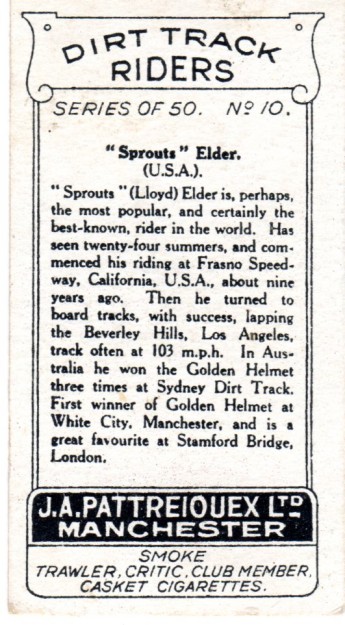 DIRT TRACK
RIDERS
SERIES OF 50. No 10.
"Sprouts" Elder.
(U.S.A.).
"Sprouts" (Lloyd) Elder is, perhaps,
the most popular, and certainly the
best-known, rider in the world. Has
seen twenty-four summers, and com-
menced his riding at Frasno Speed-
way, California, U.S.A., about nine
years ago. Then he turned to
board tracks, with success, lapping
the Beverley Hills, Los Angeles,
track often at 103 m.p.h. In Aus-
tralia he won the Golden Helmet
three times at Sydney Dirt Track.
First winner of Golden Helmet at
White City, Manchester, and is a
great favourite at Stamford Bridge,
London.
J.A. PATTREIOUEX LTD
MANCHESTER
SMOKE
TRAWLER, CRITIC, CLUB MEMBER,
CASKET CIGARETTES.